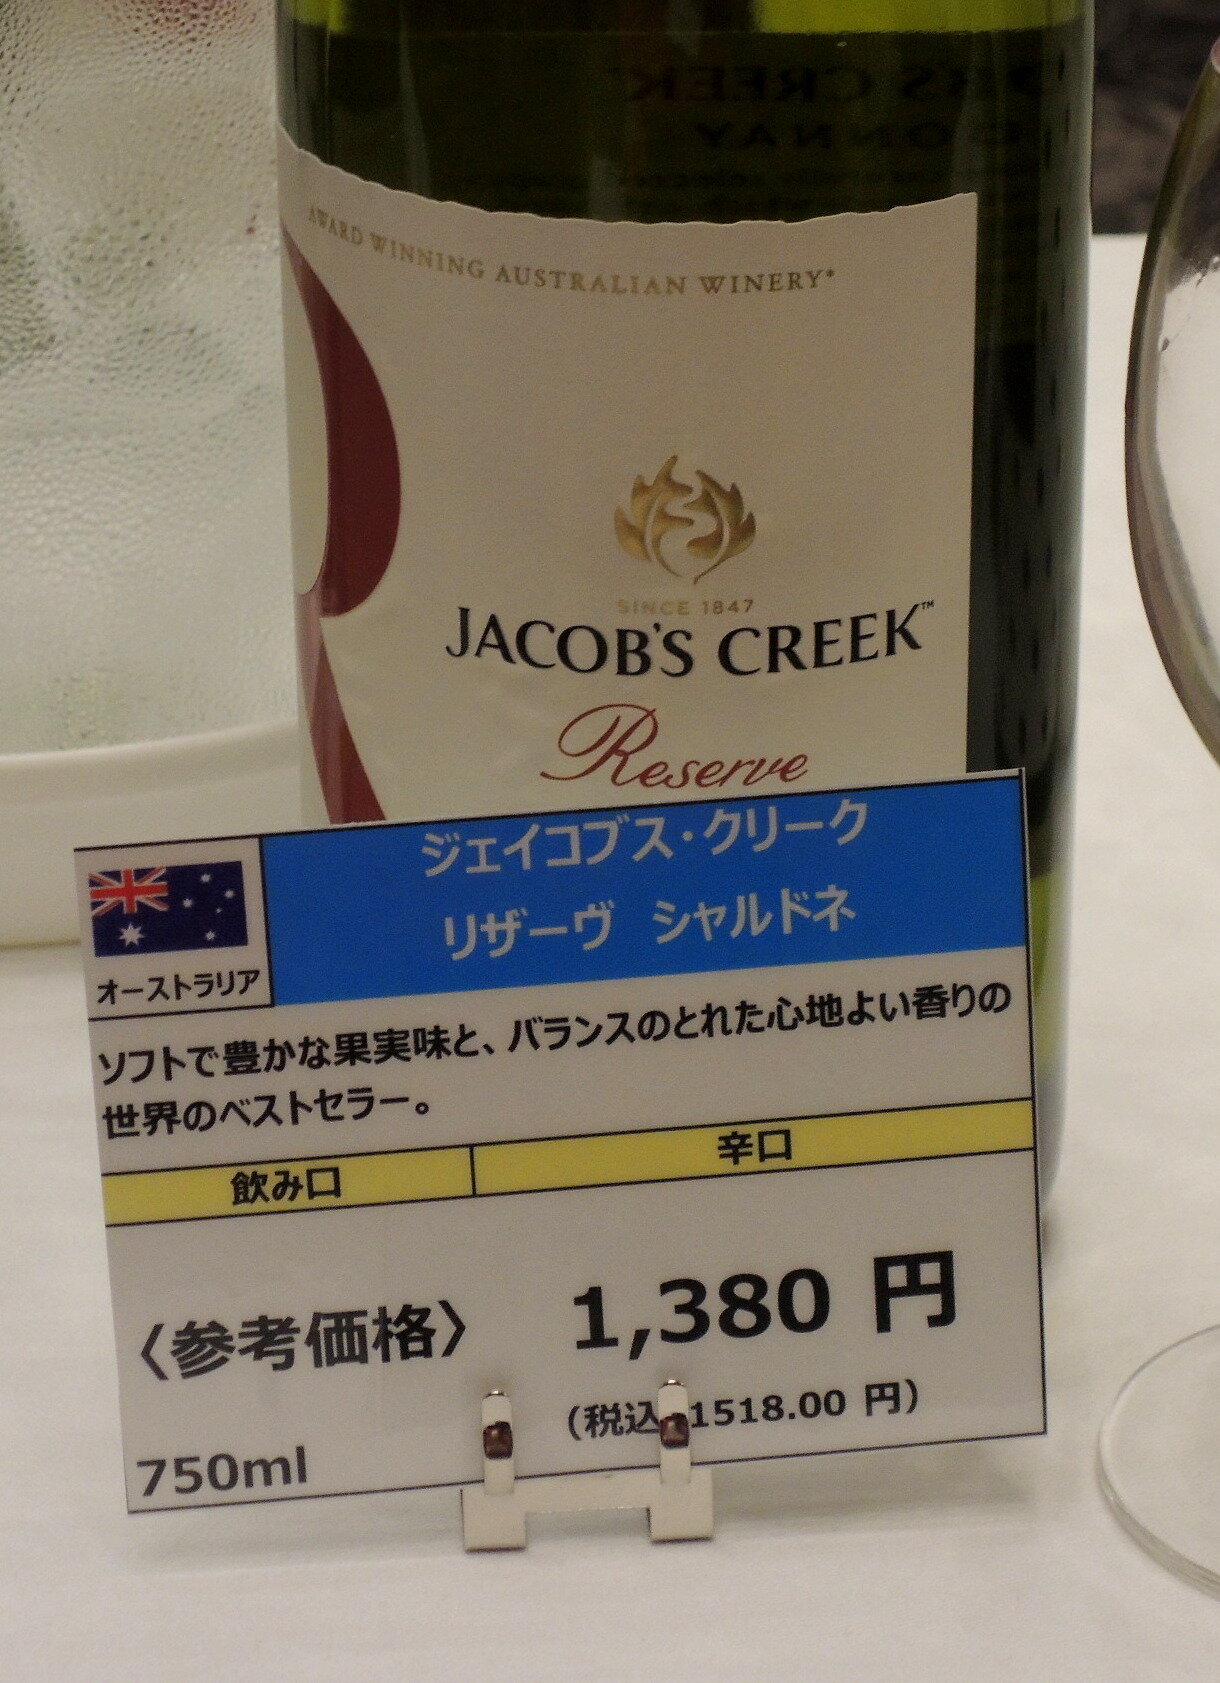 AWARD WINNING AUSTRALIAN WINERY*
SINCE 1847
JACOB'S CREEK™
Reserve
ジェイコブス・クリーク
リザーヴ シャルドネ
オーストラリア
ソフトで豊かな果実味と、バランスのとれた心地よい香りの
世界のベストセラー。
飲み口 辛口
〈参考価格〉 1,380 円
(税込 1518.00 円)
750ml